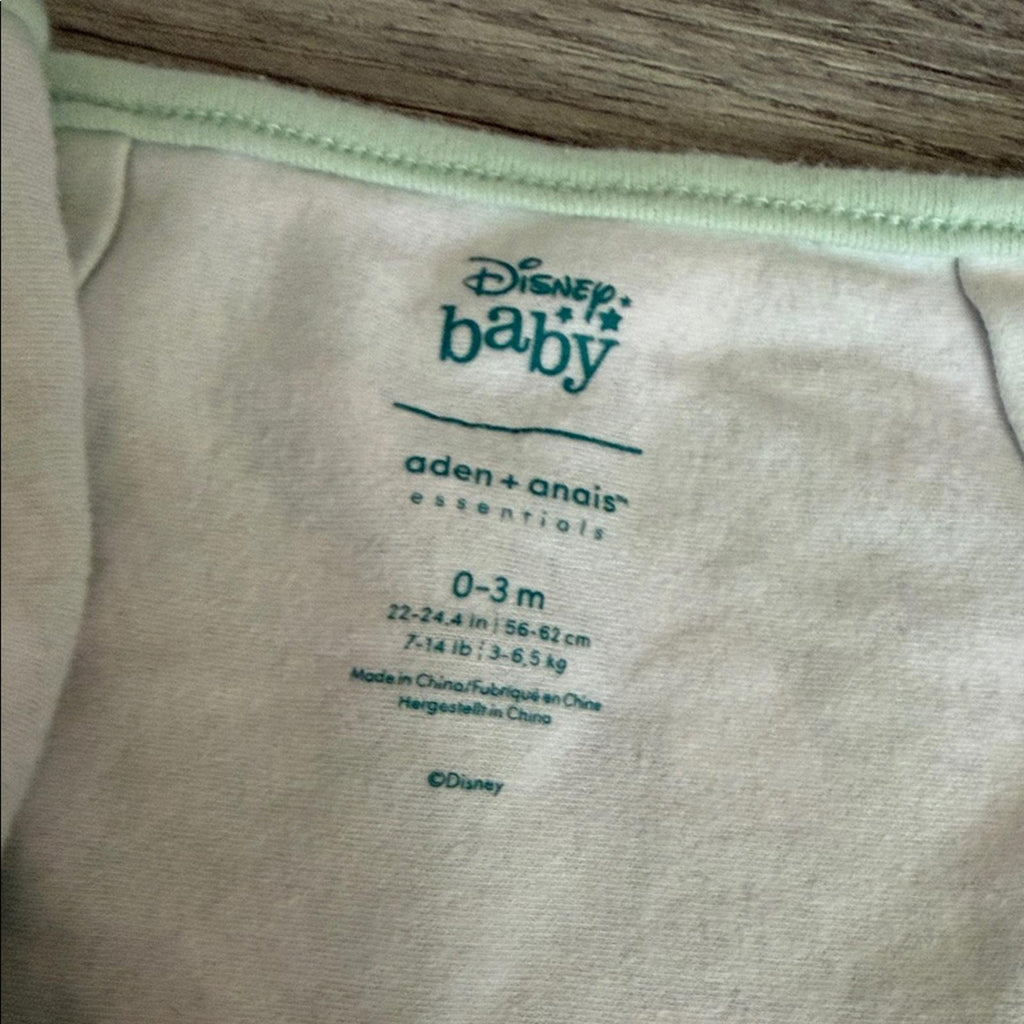 Disney
baby
aden + anais™
essentials
0-3 m
22-24.4 in | 56-62 cm
7-14 lb | 3-6,5 kg
Made in China/Fabriqué en Chine
Hergestellt in China
©Disney